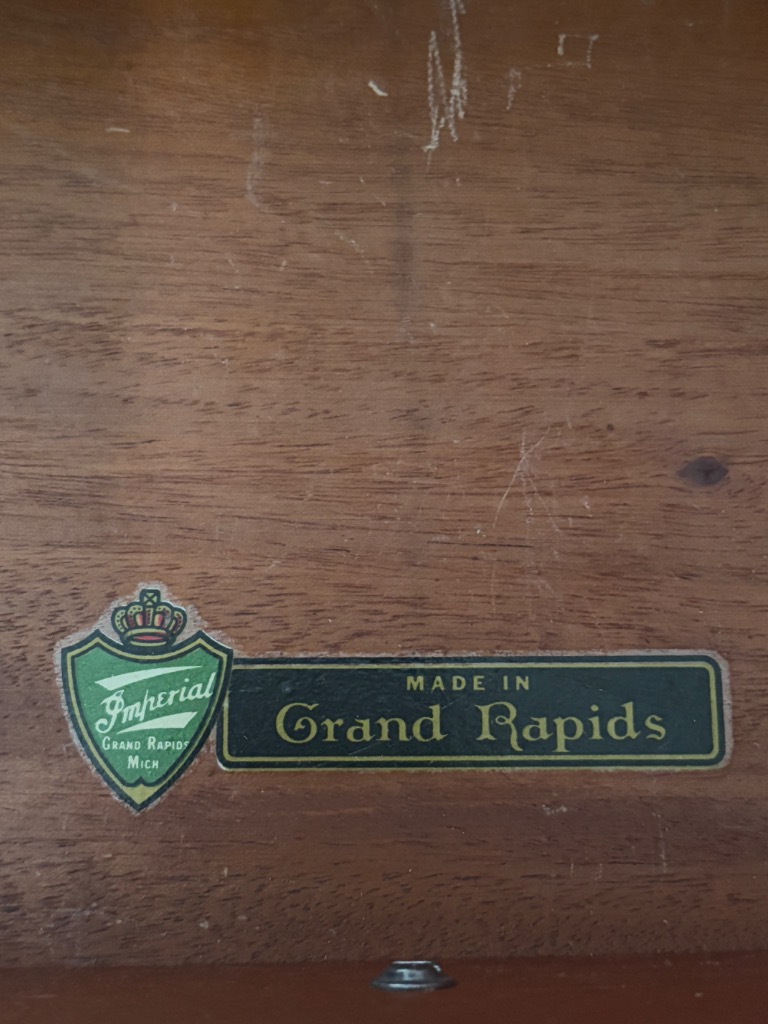 Imperial
GRAND RAPIDS
MICH
MADE IN
Grand Rapids